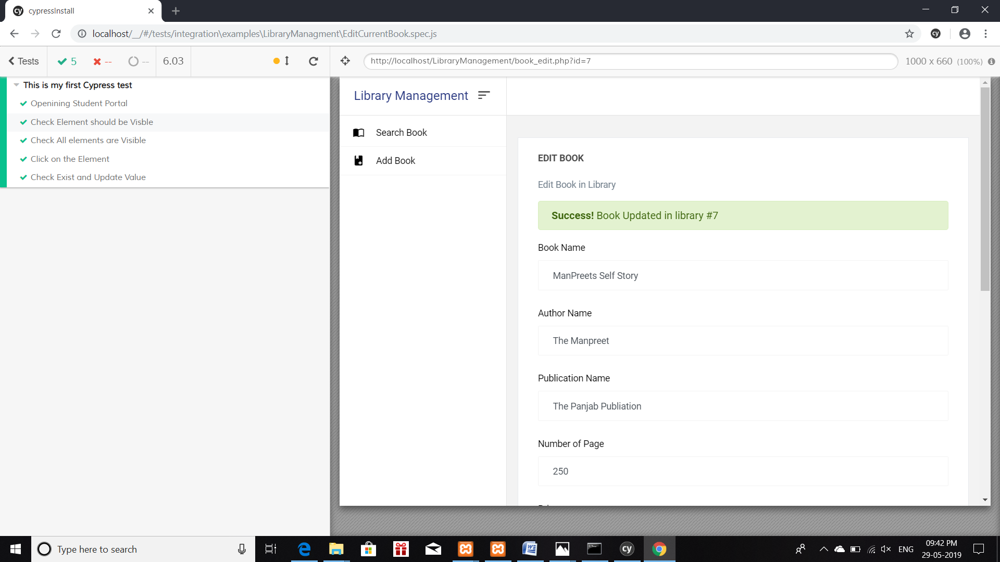 cypressInstall
localhost/__/#/tests/integration\examples\LibraryManagment\EditCurrentBook.spec.js
Tests 5 -- -- 6.03
http://localhost/LibraryManagement/book_edit.php?id=7
1000 x 660 (100%)
This is my first Cypress test
Openining Student Portal
Check Element should be Visble
Check All elements are Visible
Click on the Element
Check Exist and Update Value
Library Management
Search Book
Add Book
EDIT BOOK
Edit Book in Library
Success! Book Updated in library #7
Book Name
ManPreets Self Story
Author Name
The Manpreet
Publication Name
The Panjab Publiation
Number of Page
250
Type here to search
ENG
09:42 PM
29-05-2019